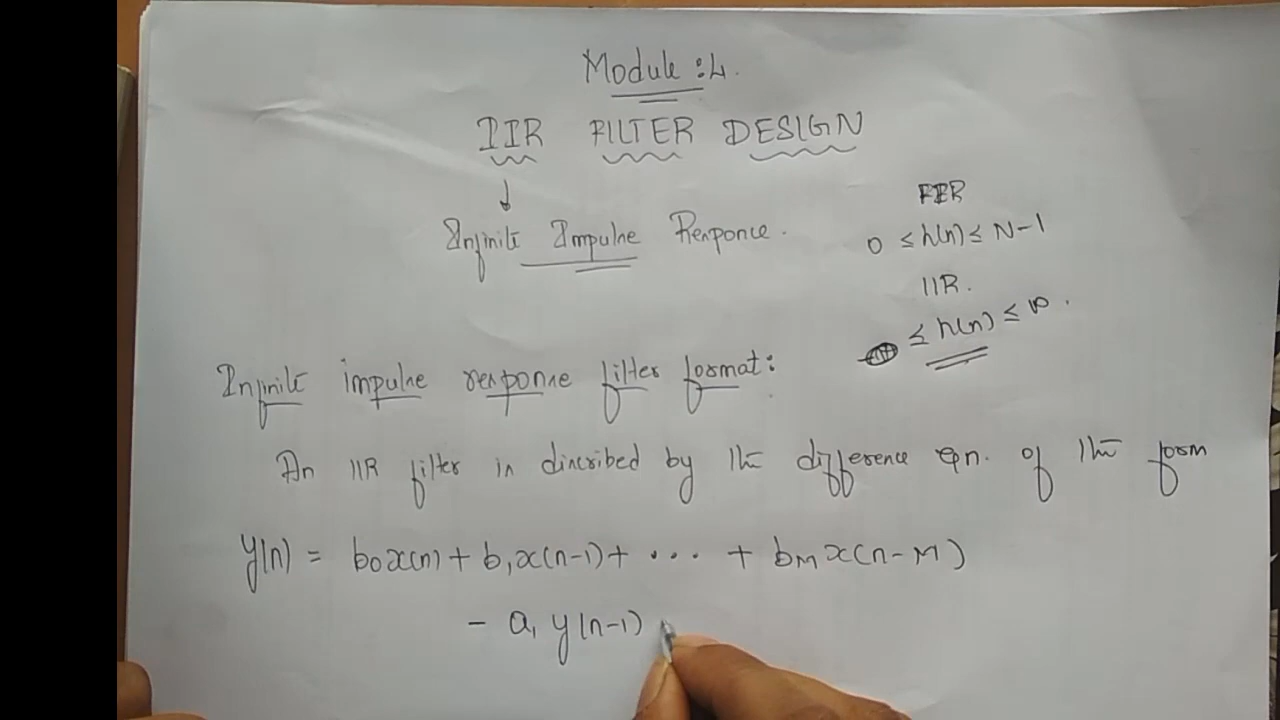 Module :4.
IIR FILTER DESIGN
Infinite Impulse Responce.
FIR
0 ≤ h(n) ≤ N-1
IIR.
≤ h(n) ≤ ∞.
Infinite impulse response filter format:
An IIR filter is discribed by the difference eqn. of the form
y(n) = b0x(n) + b1x(n-1) + ... + bMx(n-M)
- a1 y(n-1)